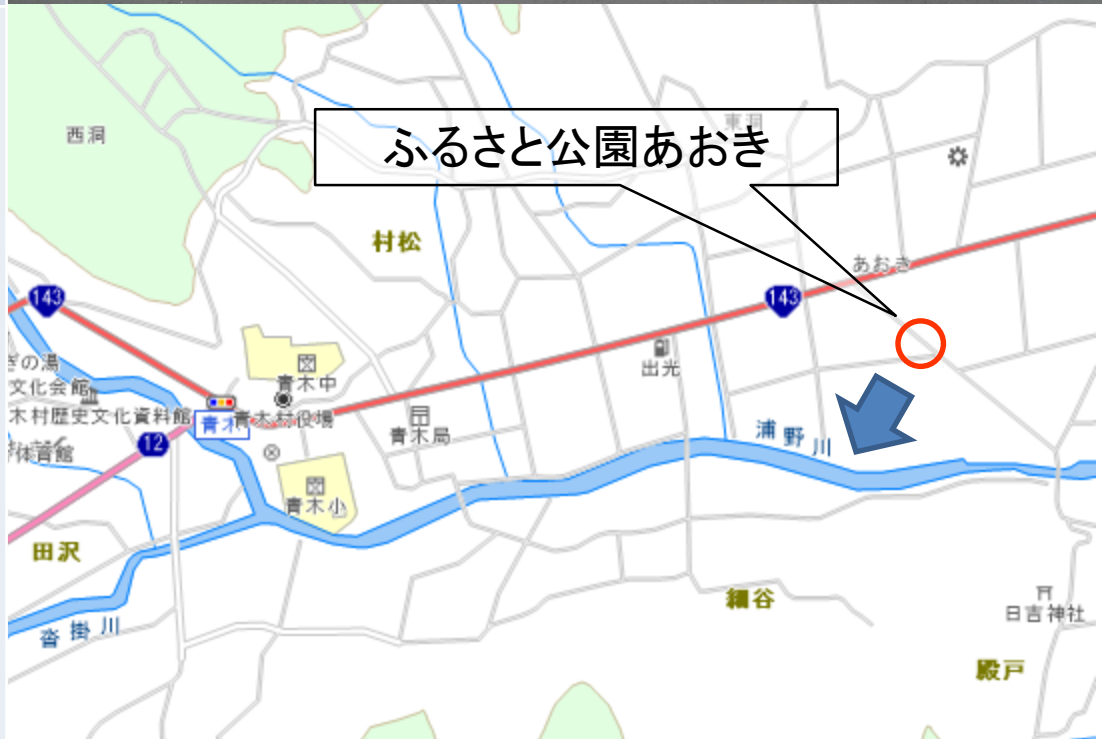 西洞
東洞
ふるさと公園あおき
村松
あおき
143
143
ぎの湯
文化会館
木村歴史文化資料館
体育館
青木中
青木
青木村役場
12
出光
青木局
浦野川
青木小
田沢
沓掛川
細谷
日吉神社
殿戸